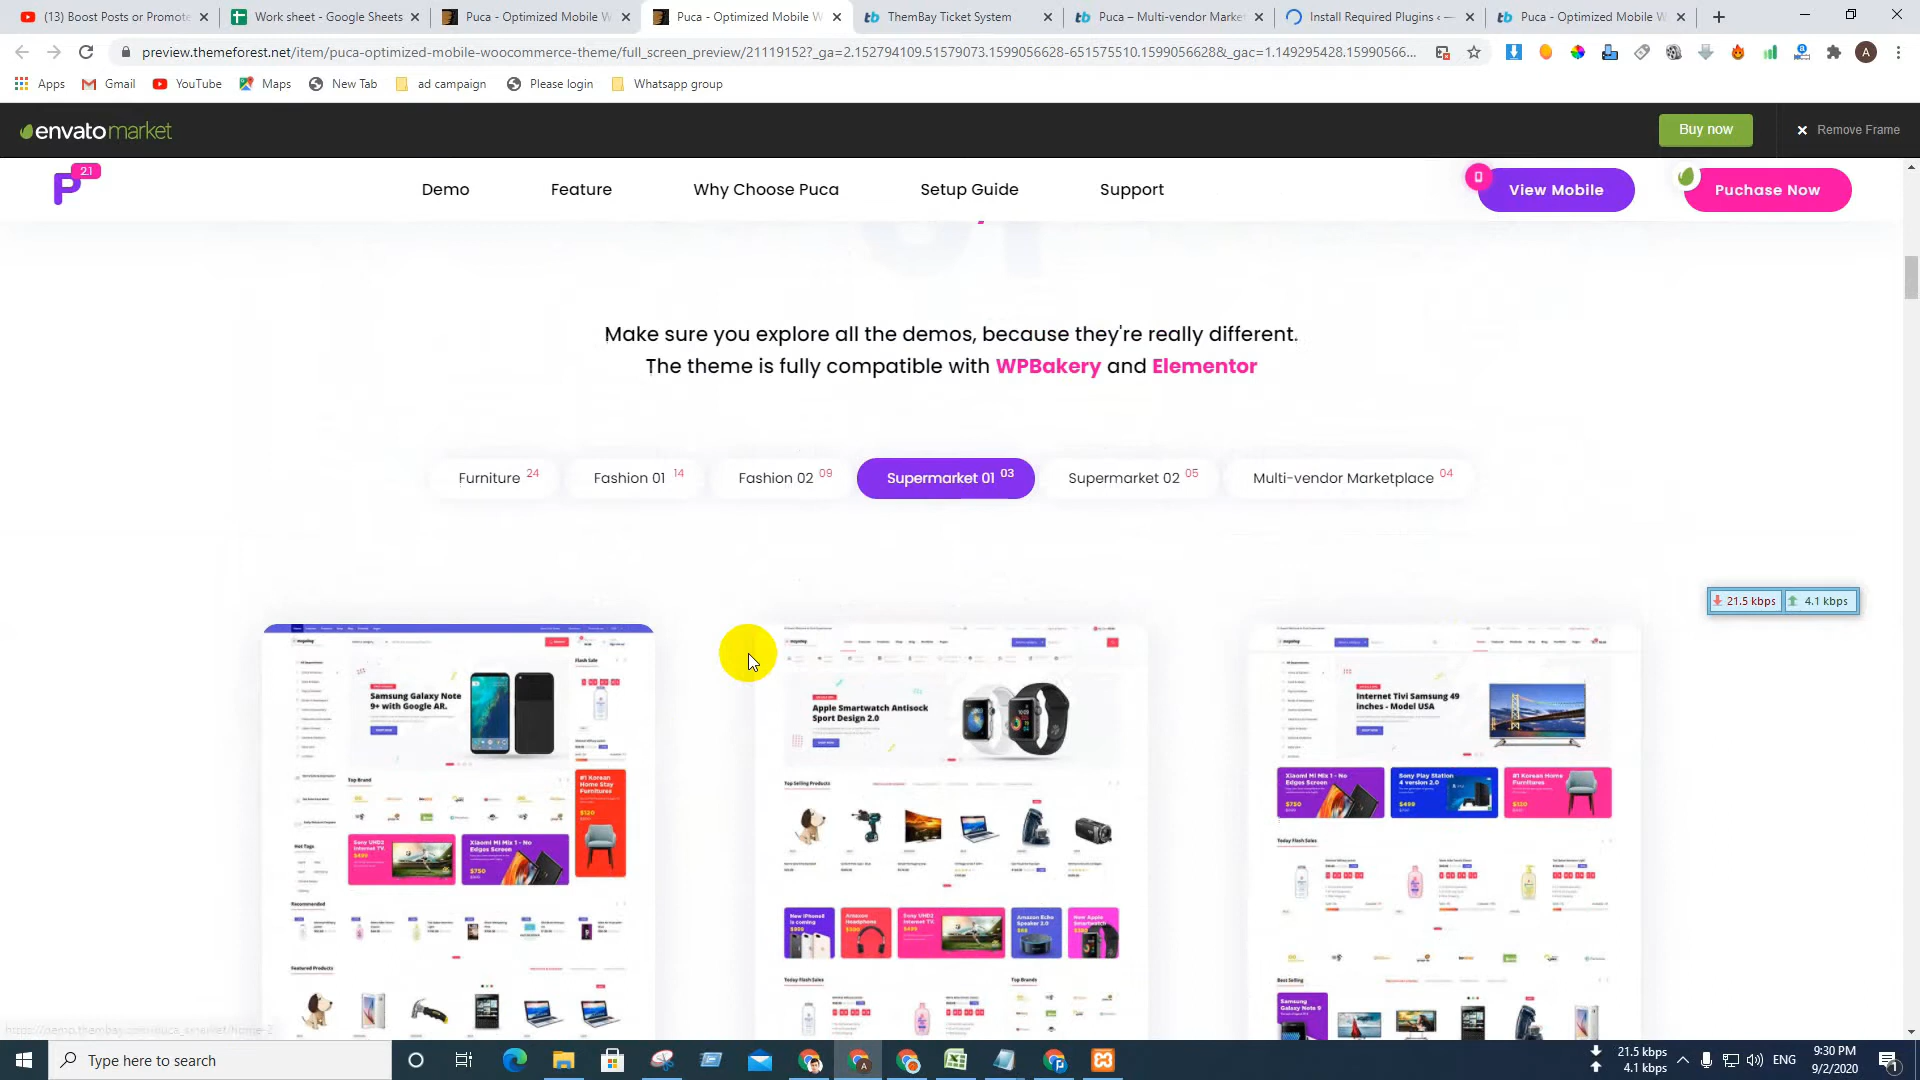 (13) Boost Posts or Promote
Work sheet - Google Sheets
Puca - Optimized Mobile W
Puca - Optimized Mobile W
ThemBay Ticket System
Puca – Multi-vendor Market
Install Required Plugins ‹ —
Puca - Optimized Mobile W
preview.themeforest.net/item/puca-optimized-mobile-woocommerce-theme/full_screen_preview/21119152?_ga=2.152794109.51579073.1599056628-651575510.1599056628&_gac=1.149295428.15990566...
A
Apps
Gmail
YouTube
Maps
New Tab
ad campaign
Please login
Whatsapp group
envatomarket
Buy now
Remove Frame
P 2.1
Demo
Feature
Why Choose Puca
Setup Guide
Support
View Mobile
Puchase Now
Make sure you explore all the demos, because they're really different.
The theme is fully compatible with WPBakery and Elementor
Furniture 24
Fashion 01 14
Fashion 02 09
Supermarket 01 03
Supermarket 02 05
Multi-vendor Marketplace 04
21.5 kbps
4.1 kbps
Samsung Galaxy Note
9+ with Google AR.
Flash Sale
Top Brand
#1 Korean
Home Stay
Furnitures
$120
Sony UHD2
Internet TV.
$499
Xiaomi Mi Mix 1 - No
Edges Screen
$750
Hot Tags
Recommended
Featured Products
Apple Smartwatch Antisock
Sport Design 2.0
Top Selling Products
New iPhone8
is coming
$859
Amazon
Headphone
Sony UHD2
Internet TV.
$499
Amazon Echo
Speaker 2.0
New Apple
Smartwatch
Today Flash Sales
Top Brands
Internet Tivi Samsung 49
inches - Model USA
Xiaomi Mi Mix 1 - No
Edges Screen
$750
Sony Play Station
4 version 2.0
$499
#1 Korean Home
Furnitures
$120
Today Flash Sales
Best Selling
Samsung
Galaxy Note 9
Type here to search
21.5 kbps
4.1 kbps
ENG
9:30 PM
9/2/2020